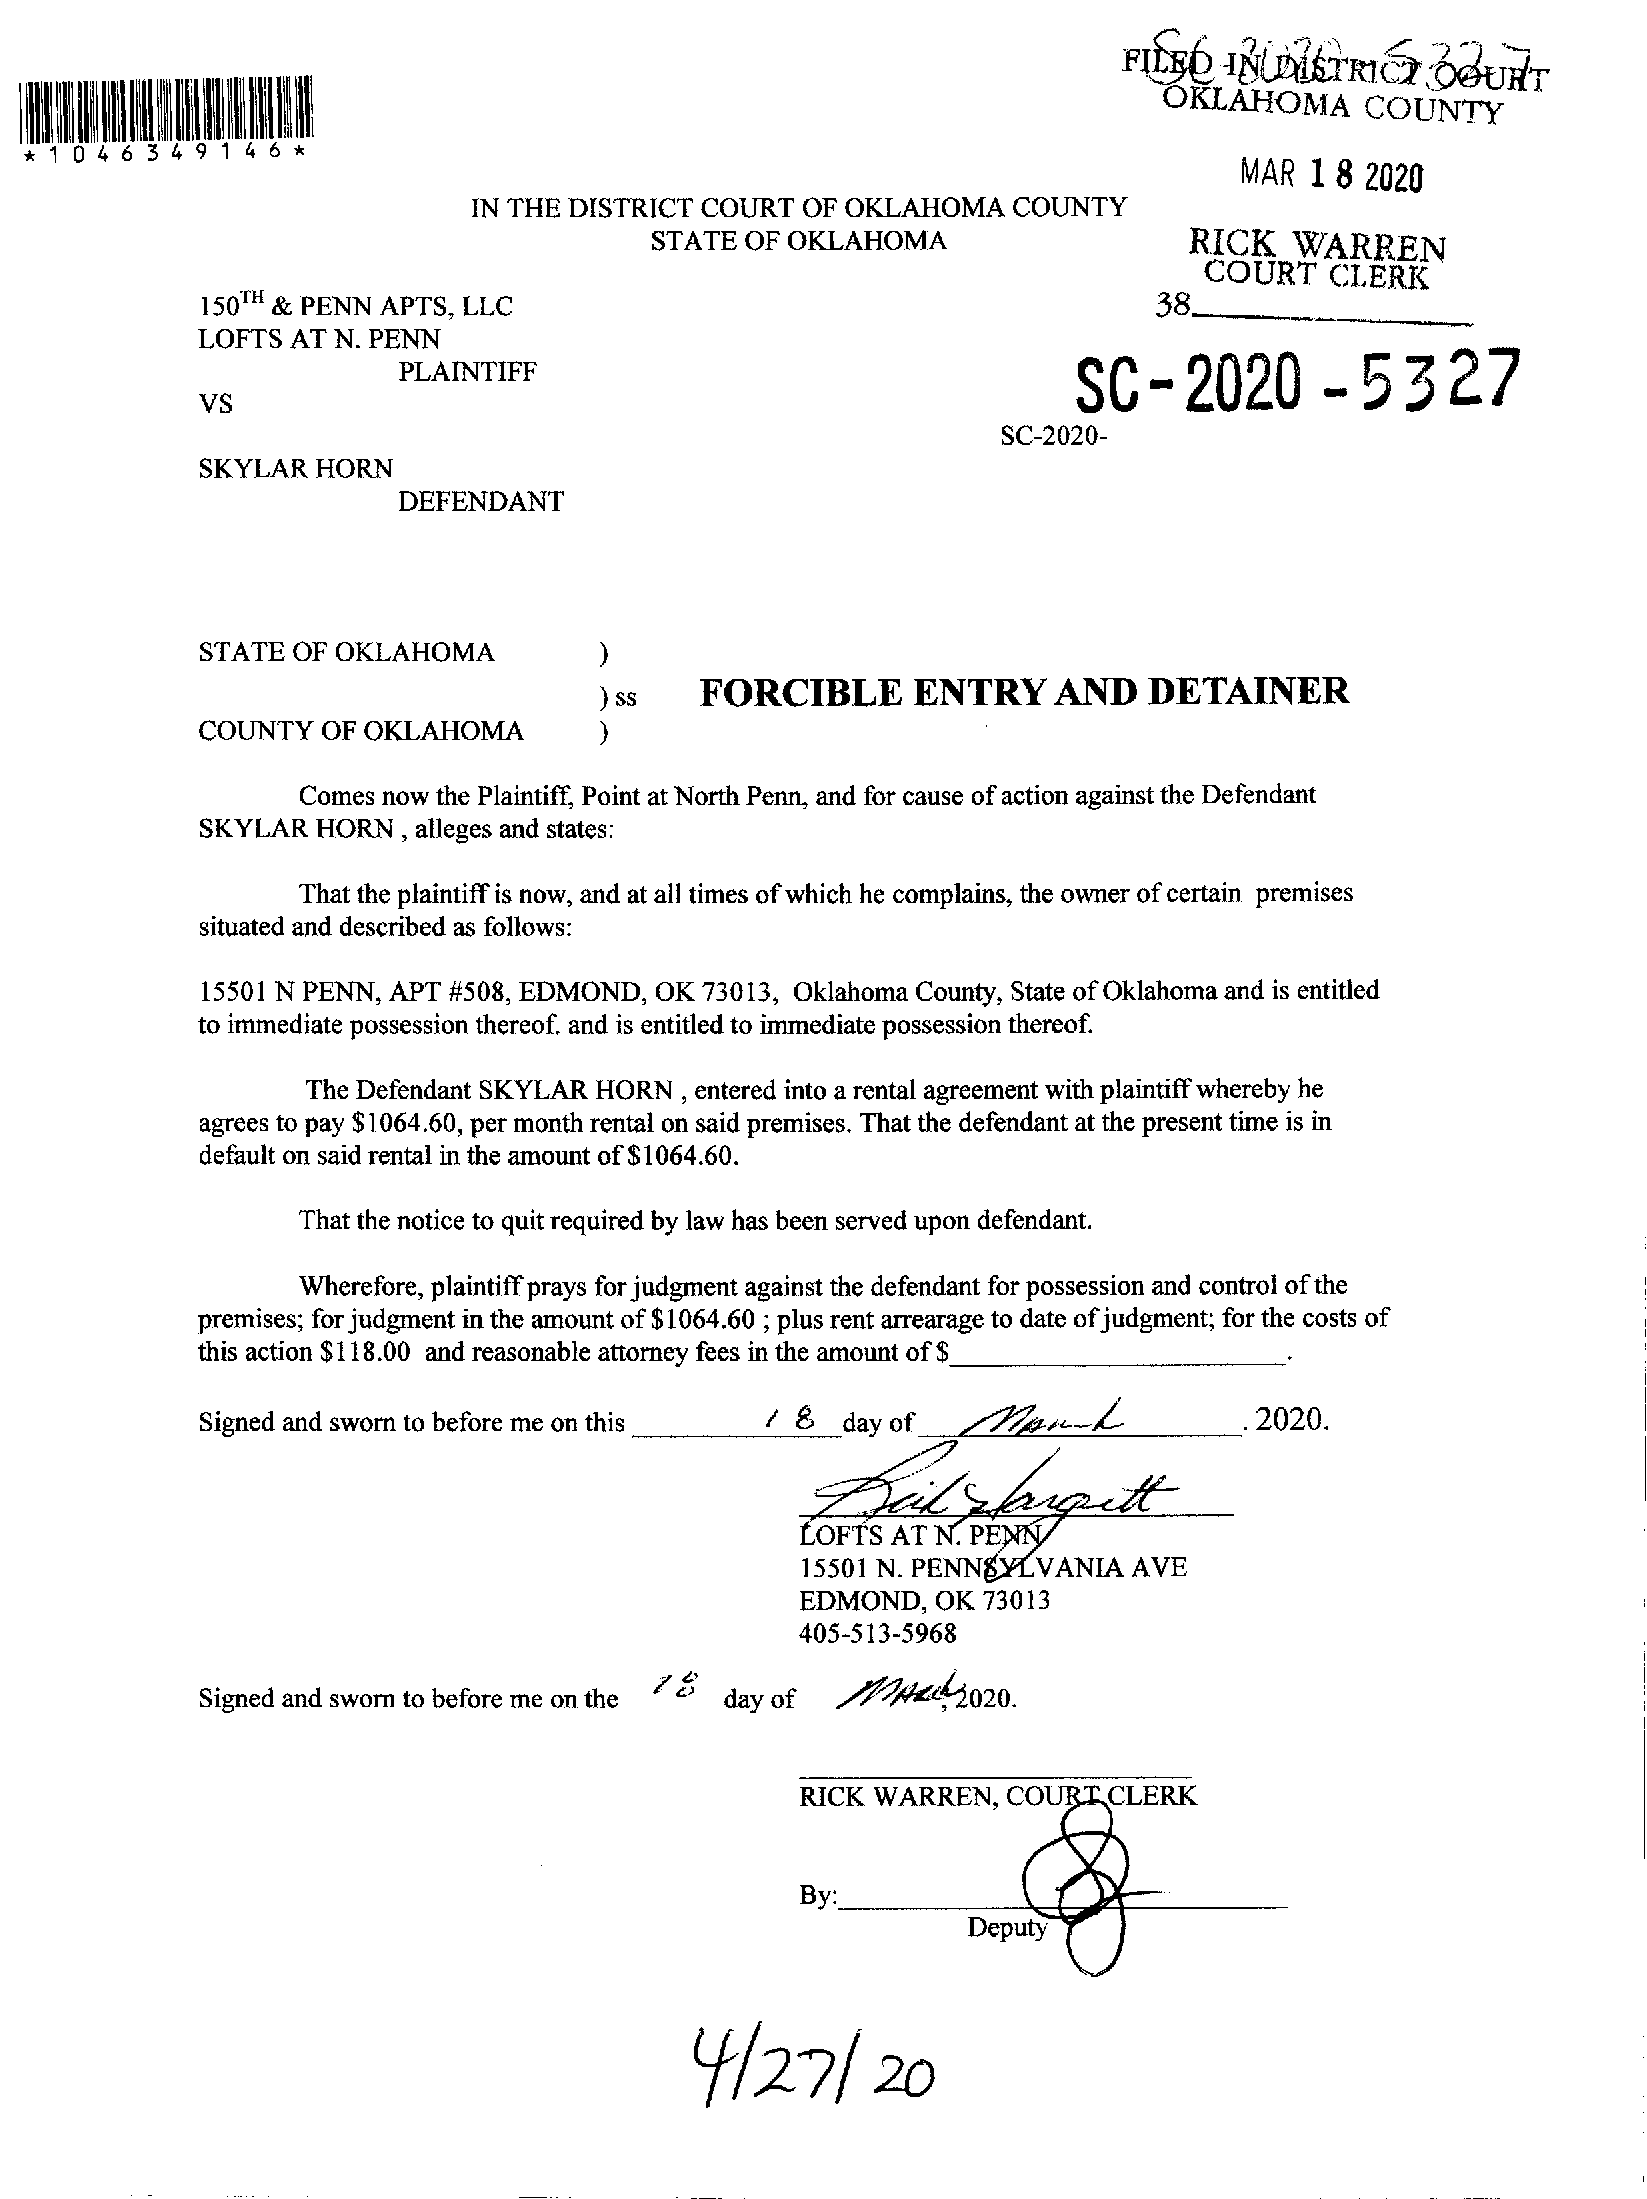 SC 2020 5327
FILED IN DISTRICT COURT
OKLAHOMA COUNTY
*1046349146*
MAR 18 2020
IN THE DISTRICT COURT OF OKLAHOMA COUNTY
STATE OF OKLAHOMA
RICK WARREN
COURT CLERK
38
150TH & PENN APTS, LLC
LOFTS AT N. PENN
PLAINTIFF
VS
SC-2020-5327
SC-2020-
SKYLAR HORN
DEFENDANT
STATE OF OKLAHOMA )
) ss FORCIBLE ENTRY AND DETAINER
COUNTY OF OKLAHOMA )
Comes now the Plaintiff, Point at North Penn, and for cause of action against the Defendant
SKYLAR HORN , alleges and states:
That the plaintiff is now, and at all times of which he complains, the owner of certain premises
situated and described as follows:
15501 N PENN, APT #508, EDMOND, OK 73013, Oklahoma County, State of Oklahoma and is entitled
to immediate possession thereof. and is entitled to immediate possession thereof.
The Defendant SKYLAR HORN , entered into a rental agreement with plaintiff whereby he
agrees to pay $1064.60, per month rental on said premises. That the defendant at the present time is in
default on said rental in the amount of $1064.60.
That the notice to quit required by law has been served upon defendant.
Wherefore, plaintiff prays for judgment against the defendant for possession and control of the
premises; for judgment in the amount of $1064.60 ; plus rent arrearage to date of judgment; for the costs of
this action $118.00 and reasonable attorney fees in the amount of $____________.
Signed and sworn to before me on this 18 day of March . 2020.
LOFTS AT N. PENN
15501 N. PENNSYLVANIA AVE
EDMOND, OK 73013
405-513-5968
Signed and sworn to before me on the 18 day of March, 2020.
RICK WARREN, COURT CLERK
By:
Deputy
4/27/20